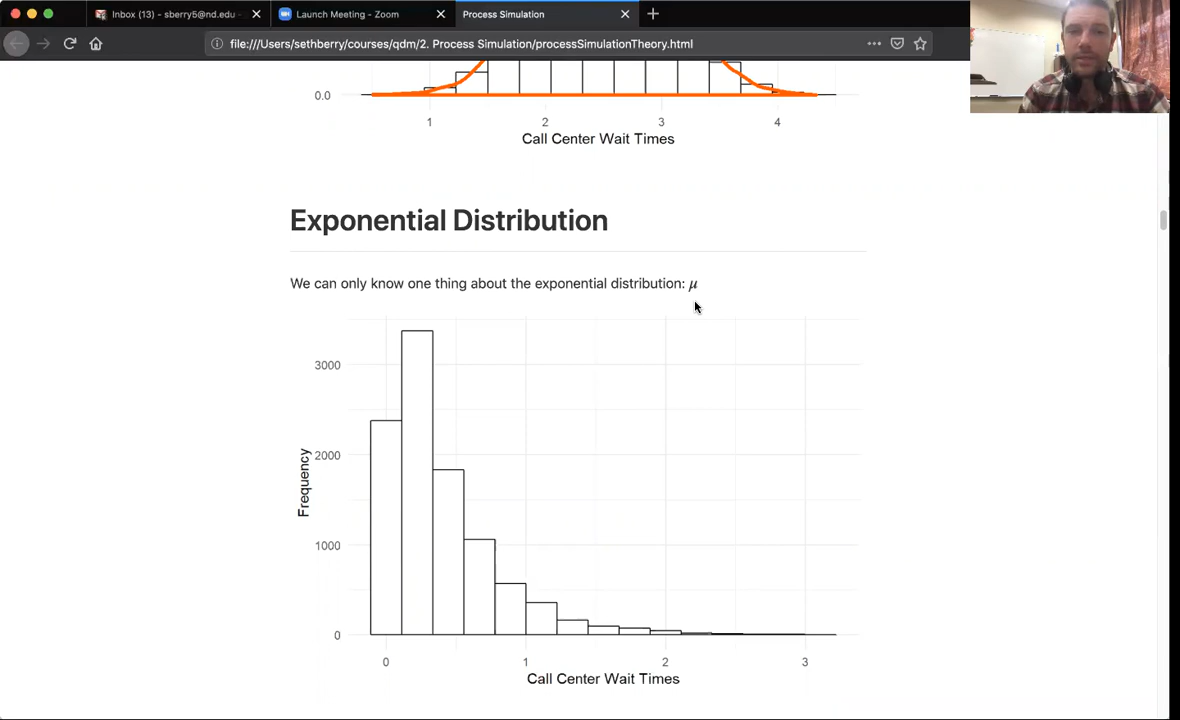 Inbox (13) - sberry5@nd.edu -
Launch Meeting - Zoom
Process Simulation
file:///Users/sethberry/courses/qdm/2. Process Simulation/processSimulationTheory.html
0.0
1 2 3 4
Call Center Wait Times
Exponential Distribution
We can only know one thing about the exponential distribution: μ
3000
2000
1000
0
Frequency
0 1 2 3
Call Center Wait Times